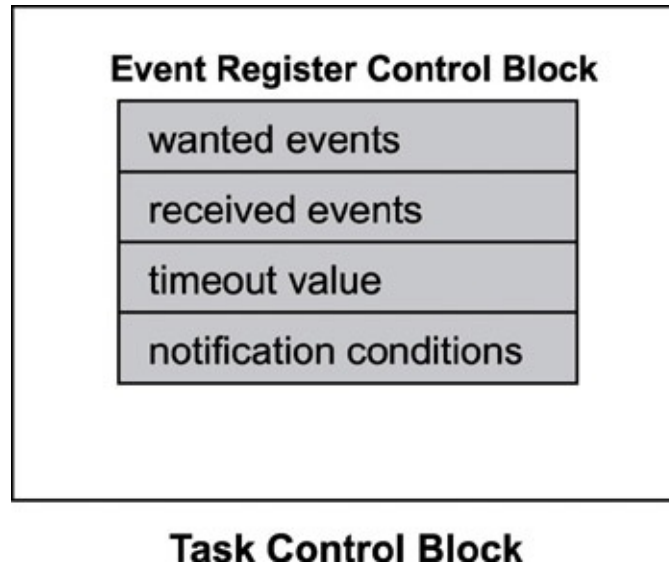 Event Register Control Block
wanted events
received events
timeout value
notification conditions
Task Control Block